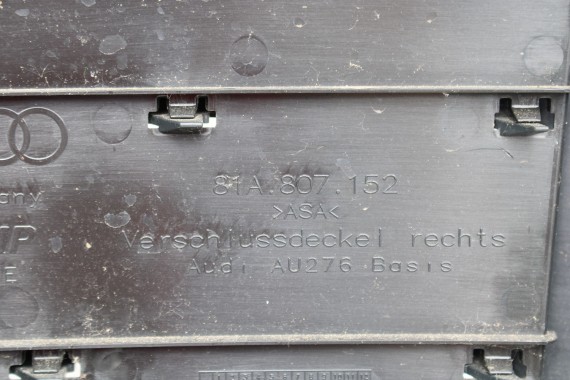 81A.807.152
>ASA<
Verschlussdeckel rechts
Audi AU276 Basis